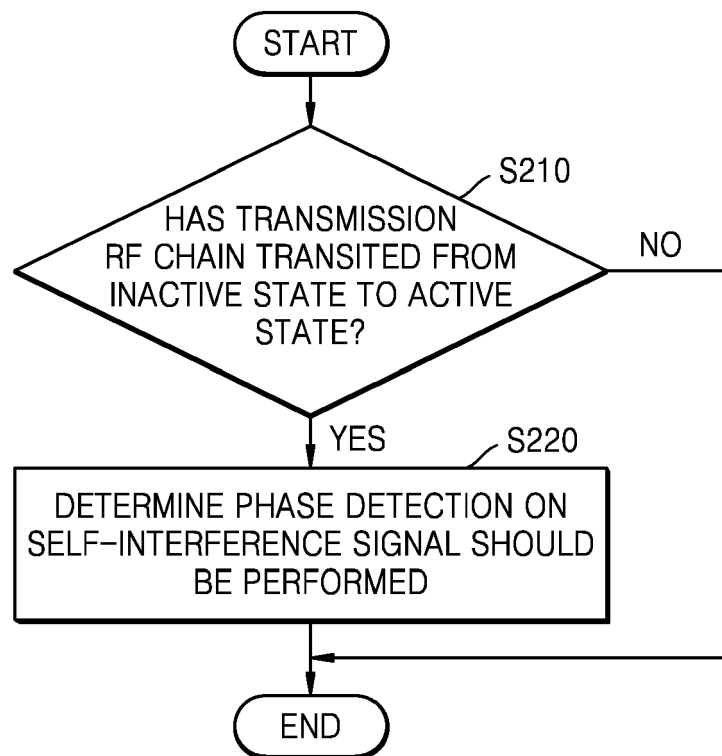 START
S210
HAS TRANSMISSION
RF CHAIN TRANSITED FROM
INACTIVE STATE TO ACTIVE
STATE?
NO
YES
S220
DETERMINE PHASE DETECTION ON
SELF-INTERFERENCE SIGNAL SHOULD
BE PERFORMED
END